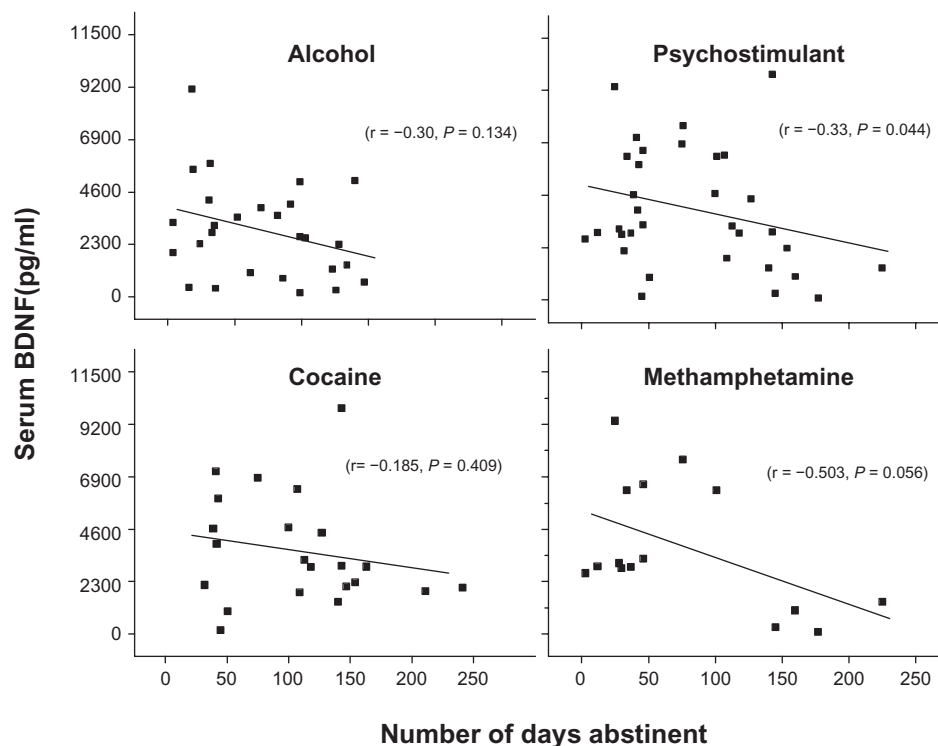 Serum BDNF(pg/ml)
11500
9200
6900
4600
2300
0
Alcohol
(r = −0.30, P = 0.134)
Psychostimulant
(r = −0.33, P = 0.044)
11500
9200
6900
4600
2300
0
Cocaine
(r= −0.185, P = 0.409)
Methamphetamine
(r = −0.503, P = 0.056)
0 50 100 150 200 250
0 50 100 150 200 250
Number of days abstinent